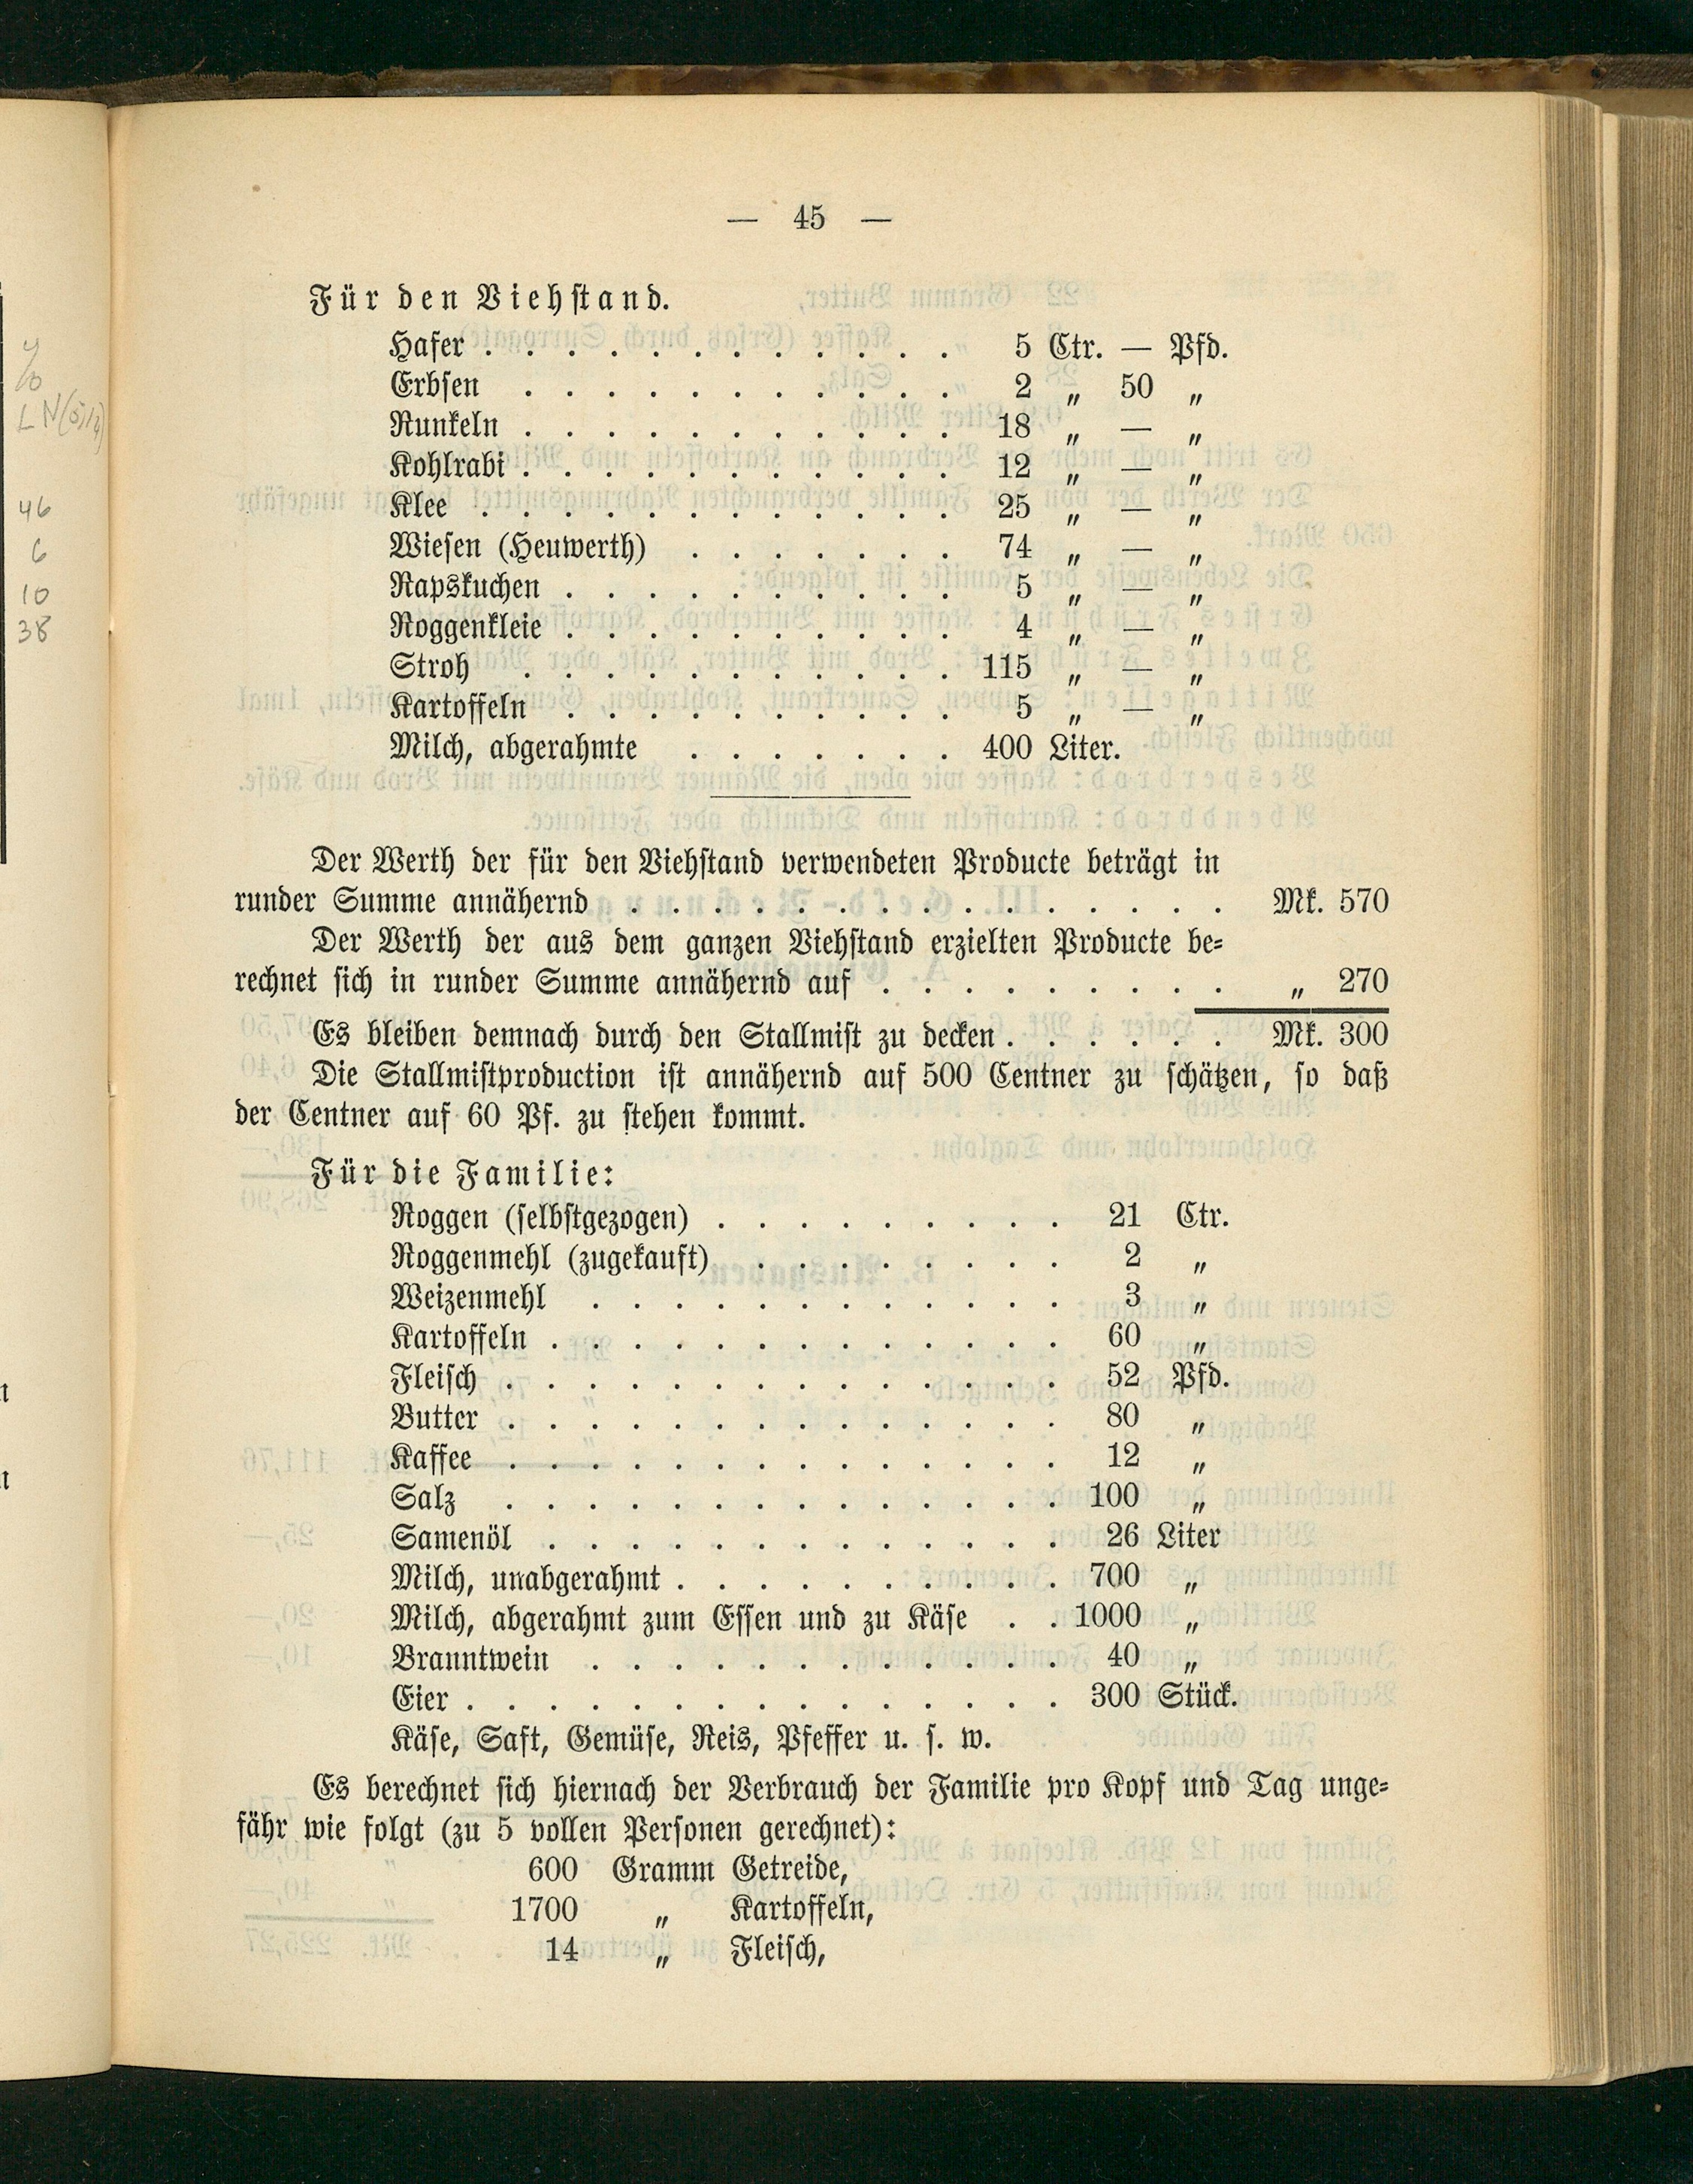 — 45 —
Für den Viehstand.
Hafer . . . . . . . . . . . . 5 Ctr. — Pfd.
Erbsen . . . . . . . . . . . 2 „ 50 „
Runkeln . . . . . . . . . . . 18 „ — „
Kohlrabi . . . . . . . . . . . 12 „ — „
Klee . . . . . . . . . . . . 25 „ — „
Wiesen (Heuwerth) . . . . . . . 74 „ — „
Rapskuchen . . . . . . . . . . 5 „ — „
Roggenkleie . . . . . . . . . . 4 „ — „
Stroh . . . . . . . . . . . 115 „ — „
Kartoffeln . . . . . . . . . . 5 „ — „
Milch, abgerahmte . . . . . . . 400 Liter.
Der Werth der für den Viehstand verwendeten Producte beträgt in
runder Summe annähernd . . . . . . . . . . . . . . . Mk. 570
Der Werth der aus dem ganzen Viehstand erzielten Producte be-
rechnet sich in runder Summe annähernd auf . . . . . . . . . „ 270
Es bleiben demnach durch den Stallmist zu decken . . . . . . Mk. 300
Die Stallmistproduction ist annähernd auf 500 Centner zu schätzen, so daß
der Centner auf 60 Pf. zu stehen kommt.
Für die Familie:
Roggen (selbstgezogen) . . . . . . . . . 21 Ctr.
Roggenmehl (zugekauft) . . . . . . . . 2 „
Weizenmehl . . . . . . . . . . . . 3 „
Kartoffeln . . . . . . . . . . . . . 60 „
Fleisch . . . . . . . . . . . . . . 52 Pfd.
Butter . . . . . . . . . . . . . . 80 „
Kaffee . . . . . . . . . . . . . . 12 „
Salz . . . . . . . . . . . . . . 100 „
Samenöl . . . . . . . . . . . . . 26 Liter
Milch, unabgerahmt . . . . . . . . . . 700 „
Milch, abgerahmt zum Essen und zu Käse . . 1000 „
Branntwein . . . . . . . . . . . . 40 „
Eier . . . . . . . . . . . . . . . 300 Stück.
Käse, Saft, Gemüse, Reis, Pfeffer u. s. w.
Es berechnet sich hiernach der Verbrauch der Familie pro Kopf und Tag unge-
fähr wie folgt (zu 5 vollen Personen gerechnet):
600 Gramm Getreide,
1700 „ Kartoffeln,
14 „ Fleisch,
46
6
10
38